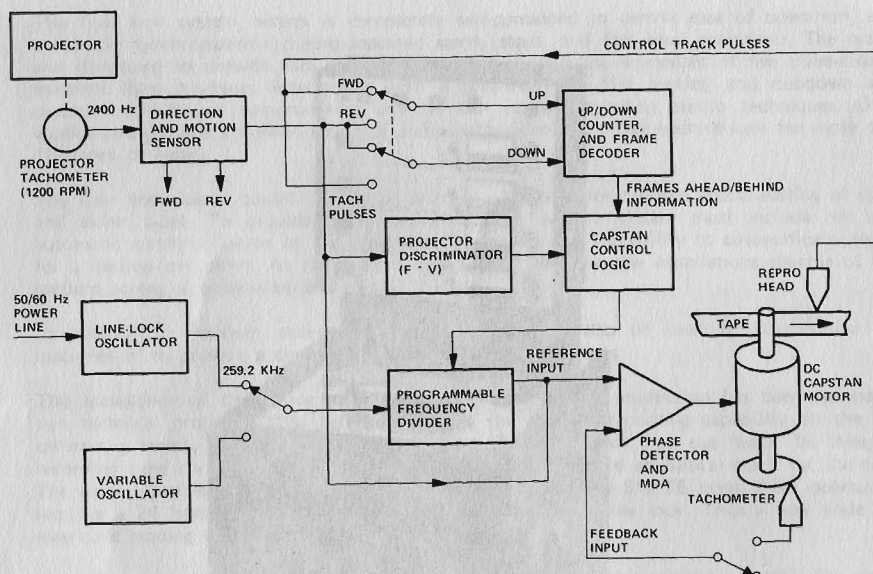 PROJECTOR
2400 Hz
PROJECTOR
TACHOMETER
(1200 RPM)
DIRECTION
AND MOTION
SENSOR
FWD
REV
CONTROL TRACK PULSES
FWD
REV
TACH
PULSES
UP
DOWN
UP/DOWN
COUNTER,
AND FRAME
DECODER
FRAMES AHEAD/BEHIND
INFORMATION
PROJECTOR
DISCRIMINATOR
(F - V)
CAPSTAN
CONTROL
LOGIC
REPRO
HEAD
TAPE
50/60 Hz
POWER
LINE
LINE-LOCK
OSCILLATOR
259.2 KHz
VARIABLE
OSCILLATOR
PROGRAMMABLE
FREQUENCY
DIVIDER
REFERENCE
INPUT
PHASE
DETECTOR
AND
MDA
DC
CAPSTAN
MOTOR
TACHOMETER
FEEDBACK
INPUT